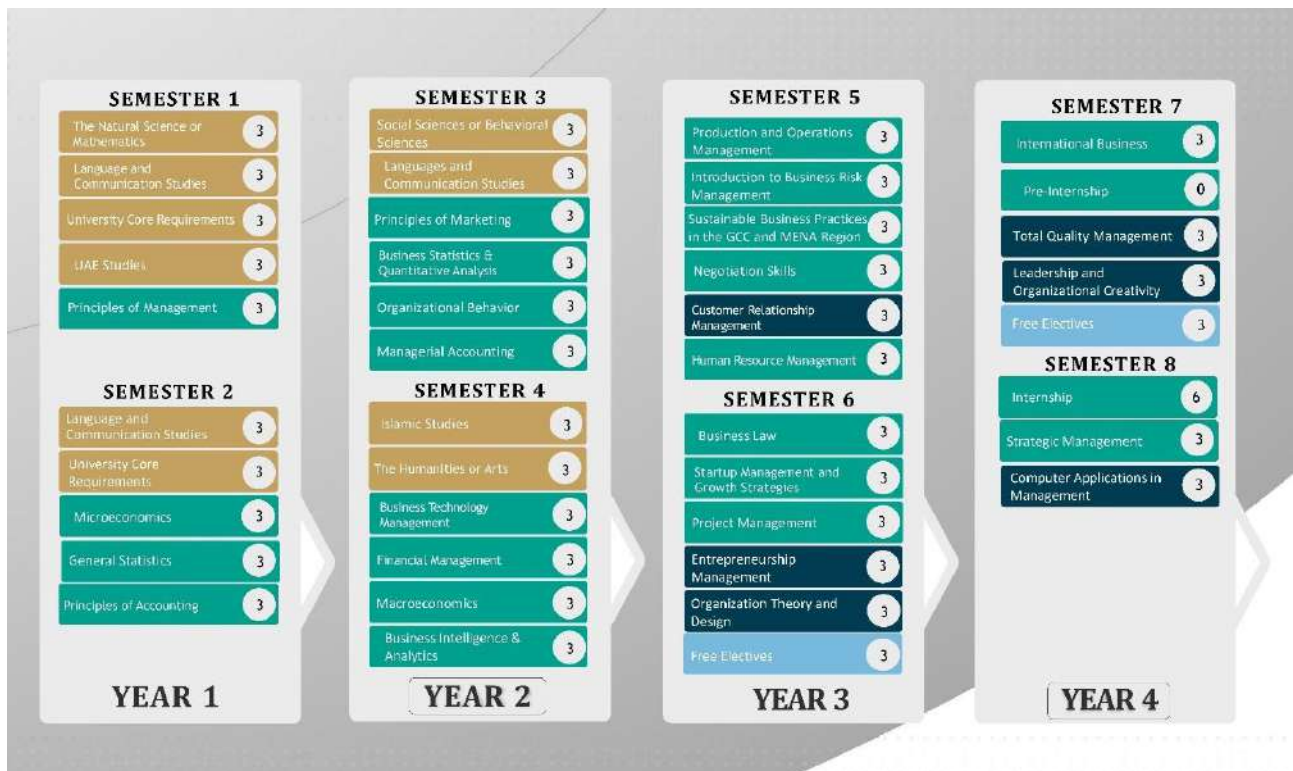 SEMESTER 1
The Natural Science or
Mathematics
3
Language and
Communication Studies
3
University Core Requirements
3
UAE Studies
3
Principles of Management
3
SEMESTER 2
Language and
Communication Studies
3
University Core
Requirements
3
Microeconomics
3
General Statistics
3
Principles of Accounting
3
YEAR 1
SEMESTER 3
Social Sciences or Behavioral
Sciences
3
Languages and
Communication Studies
3
Principles of Marketing
3
Business Statistics &
Quantitative Analysis
3
Organizational Behavior
3
Managerial Accounting
3
SEMESTER 4
Islamic Studies
3
The Humanities or Arts
3
Business Technology
Management
3
Financial Management
3
Macroeconomics
3
Business Intelligence &
Analytics
3
YEAR 2
SEMESTER 5
Production and Operations
Management
3
Introduction to Business Risk
Management
3
Sustainable Business Practices
in the GCC and MENA Region
3
Negotiation Skills
3
Customer Relationship
Management
3
Human Resource Management
3
SEMESTER 6
Business Law
3
Startup Management and
Growth Strategies
3
Project Management
3
Entrepreneurship
Management
3
Organization Theory and
Design
3
Free Electives
3
YEAR 3
SEMESTER 7
International Business
3
Pre-Internship
0
Total Quality Management
3
Leadership and
Organizational Creativity
3
Free Electives
3
SEMESTER 8
Internship
6
Strategic Management
3
Computer Applications in
Management
3
YEAR 4